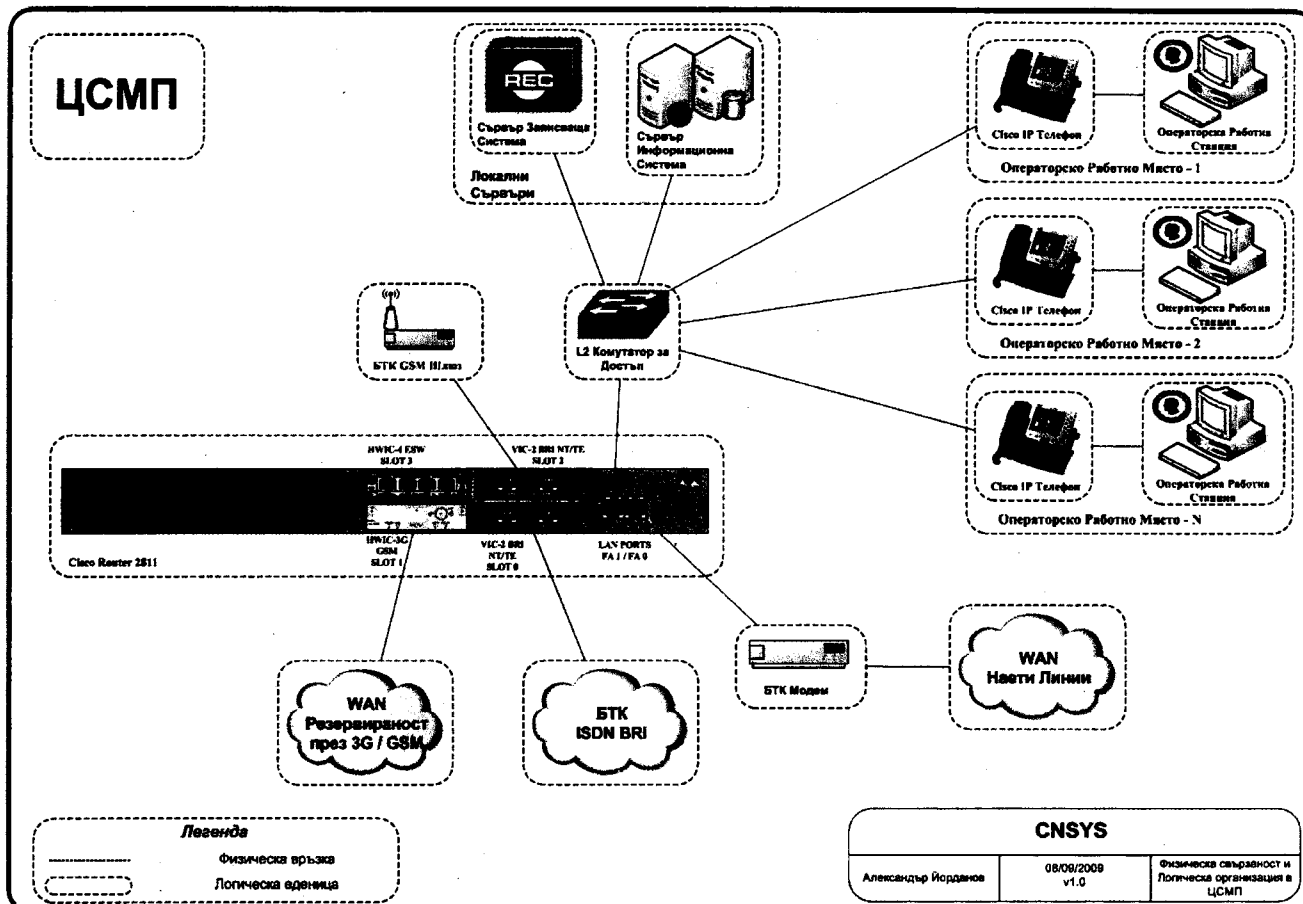 ЦСМП
REC
Сървър Записваща
Система
Сървър
Информационна
Система
Локални
Сървъри
Cisco IP Телефон
Операторска Работна
Станция
Операторско Работно Място - 1
Cisco IP Телефон
Операторска Работна
Станция
Операторско Работно Място - 2
Cisco IP Телефон
Операторска Работна
Станция
Операторско Работно Място - N
БТК GSM Шлюз
L2 Комутатор за
Достъп
HWIC-4 ESW
SLOT 3
VIC-2 BRI NT/TE
SLOT 2
Cisco Router 2811
HWIC-3G
GSM
SLOT 1
VIC-2 BRI
NT/TE
SLOT 0
LAN PORTS
FA 1 / FA 0
WAN
Резервираност
през 3G / GSM
БТК
ISDN BRI
БТК Модем
WAN
Наети Линии
Легенда
Физическа връзка
Логическа еденица
CNSYS
Александър Йорданов
08/09/2009
v1.0
Физическа свързаност и
Логическа организация в
ЦСМП